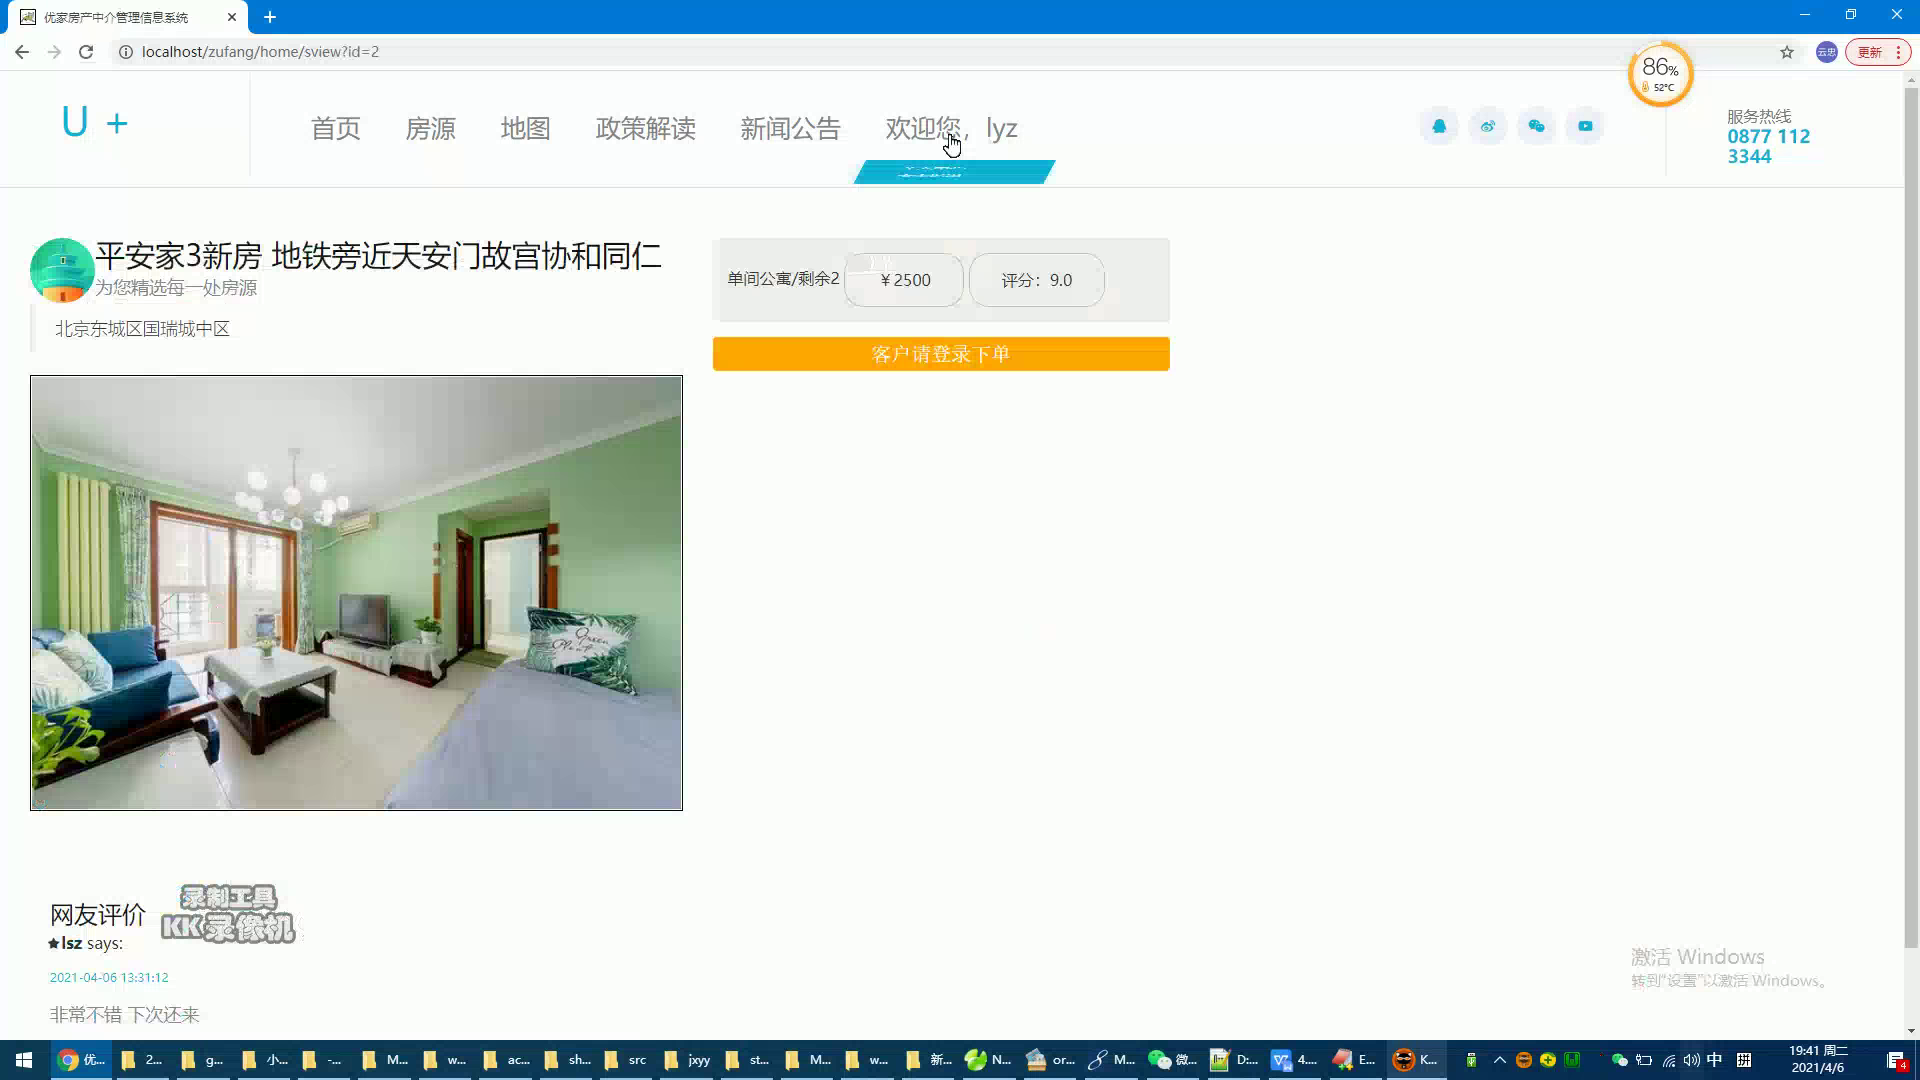 优家房产中介管理信息系统
localhost/zufang/home/sview?id=2
云忠
更新
86%
52°C
U +
首页
房源
地图
政策解读
新闻公告
欢迎您，lyz
服务热线
0877 112
3344
平安家3新房 地铁旁近天安门故宫协和同仁
为您精选每一处房源
北京东城区国瑞城中区
单间公寓/剩余2
￥2500
评分：9.0
客户请登录下单
Green
Plant
网友评价
录制工具
KK录像机
lsz says:
2021-04-06 13:31:12
非常不错 下次还来
激活 Windows
转到"设置"以激活 Windows。
优...
2...
g...
小...
-...
M...
w...
ac...
sh...
src
jxyy
st...
M...
w...
新...
N...
or...
M...
微...
D:...
4...
E...
K...
中
拼
19:41 周二
2021/4/6
4